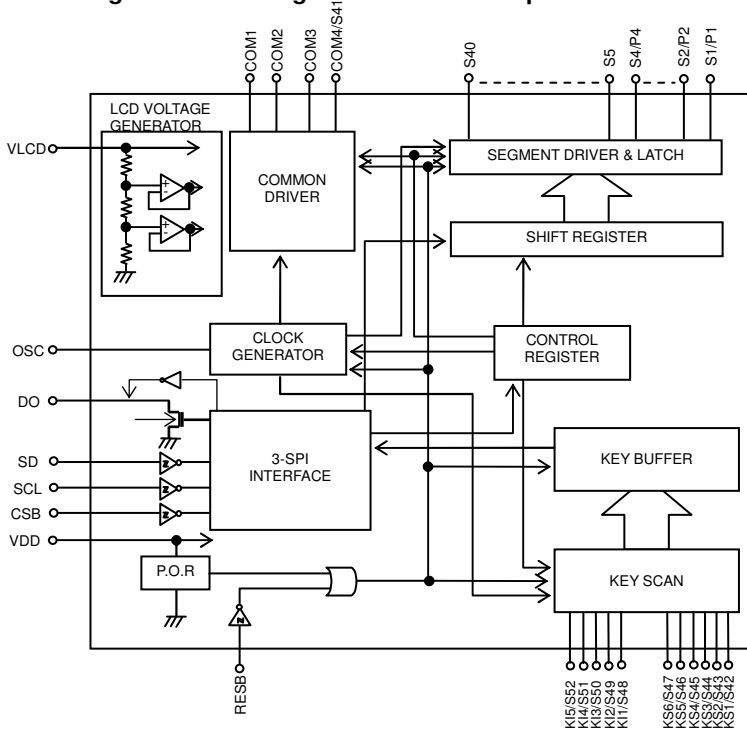 COM1
COM2
COM3
COM4/S41
S40
S5
S4/P4
S2/P2
S1/P1
LCD VOLTAGE
GENERATOR
VLCD
COMMON
DRIVER
SEGMENT DRIVER & LATCH
SHIFT REGISTER
OSC
CLOCK
GENERATOR
CONTROL
REGISTER
DO
SD
SCL
CSB
VDD
3-SPI
INTERFACE
KEY BUFFER
P.O.R
KEY SCAN
RESB
KI5/S52
KI4/S51
KI3/S50
KI2/S49
KI1/S48
KS6/S47
KS5/S46
KS4/S45
KS3/S44
KS2/S43
KS1/S42